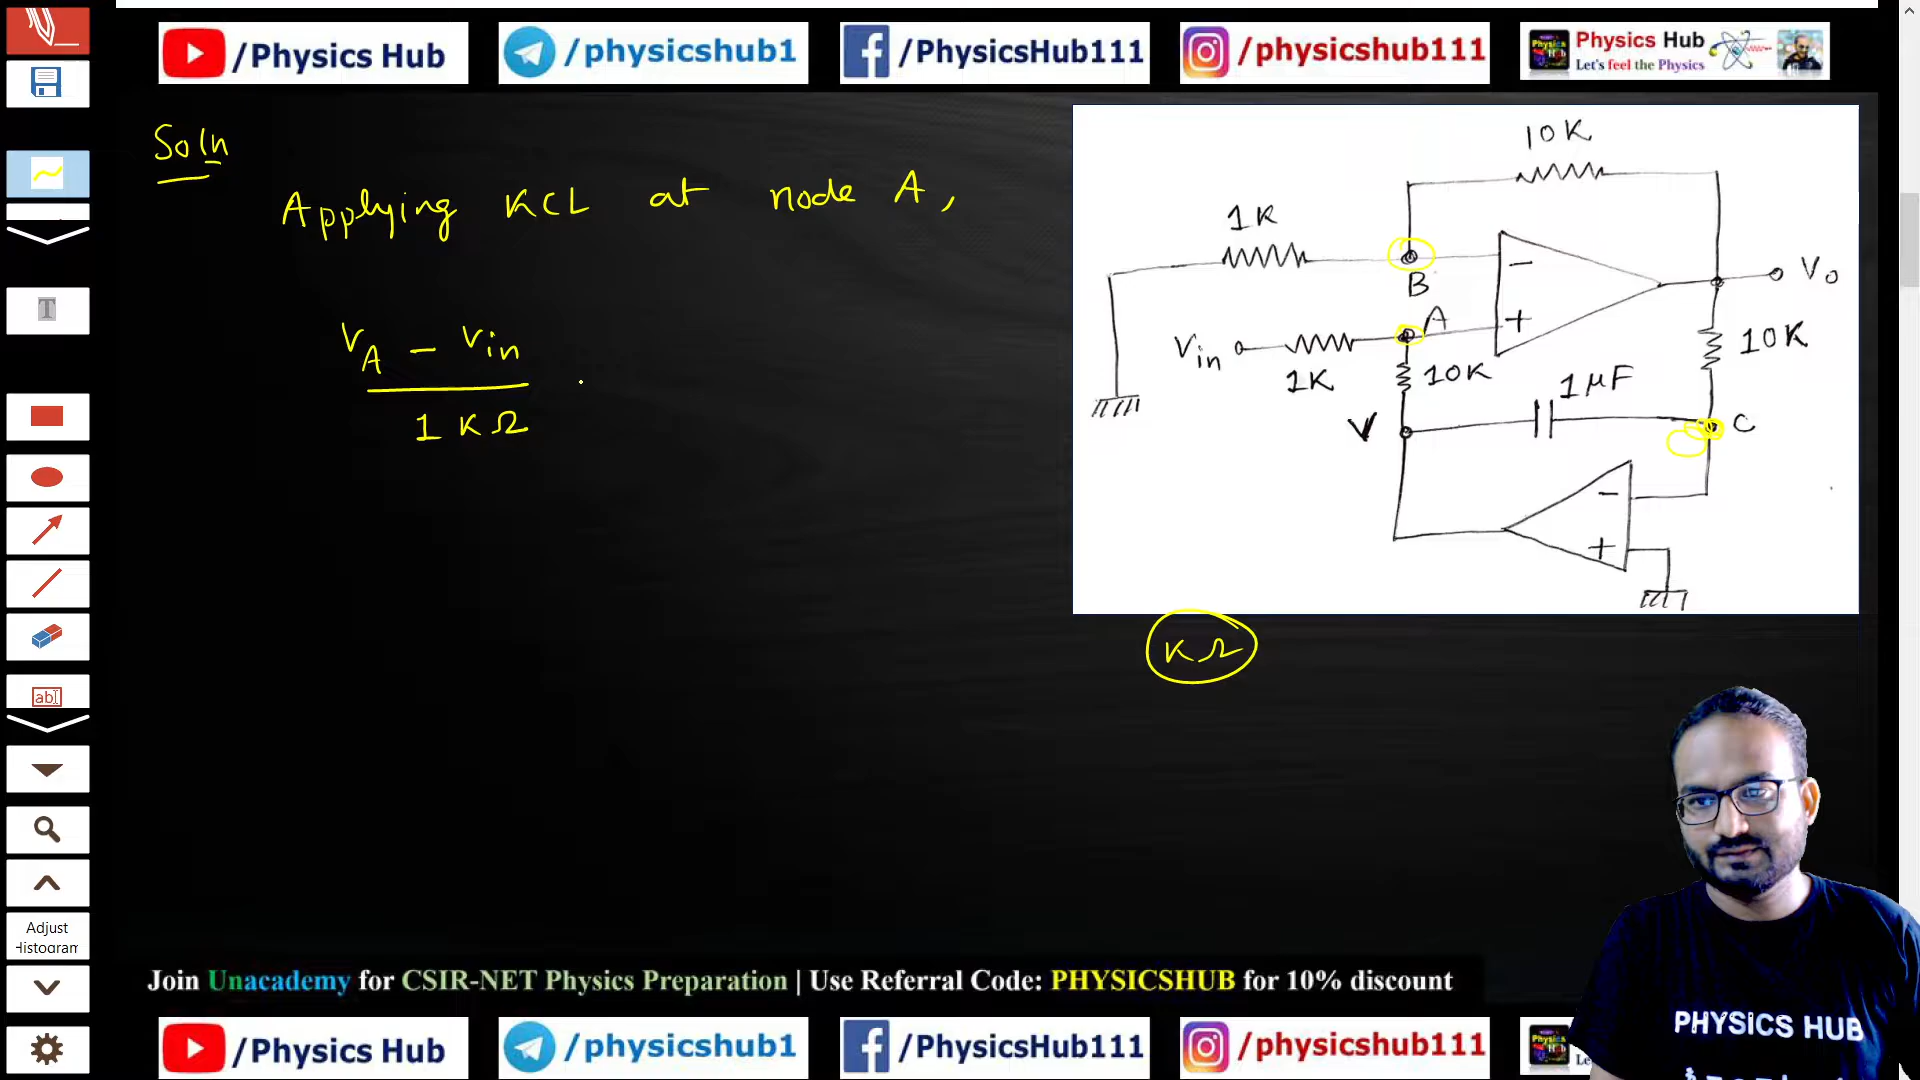 /Physics Hub
/physicshub1
/PhysicsHub111
/physicshub111
Physics Hub
Let's feel the Physics
Soln
Applying KCL at node A,
VA - Vin
1 KΩ
10K
1K
B
A
Vin
1K
10K
1μF
10K
V
C
Vo
-
+
-
+
KΩ
T
ab
Adjust
Join Unacademy for CSIR-NET Physics Preparation | Use Referral Code: PHYSICSHUB for 10% discount
/Physics Hub
/physicshub1
/PhysicsHub111
/physicshub111
PHYSICS HUB